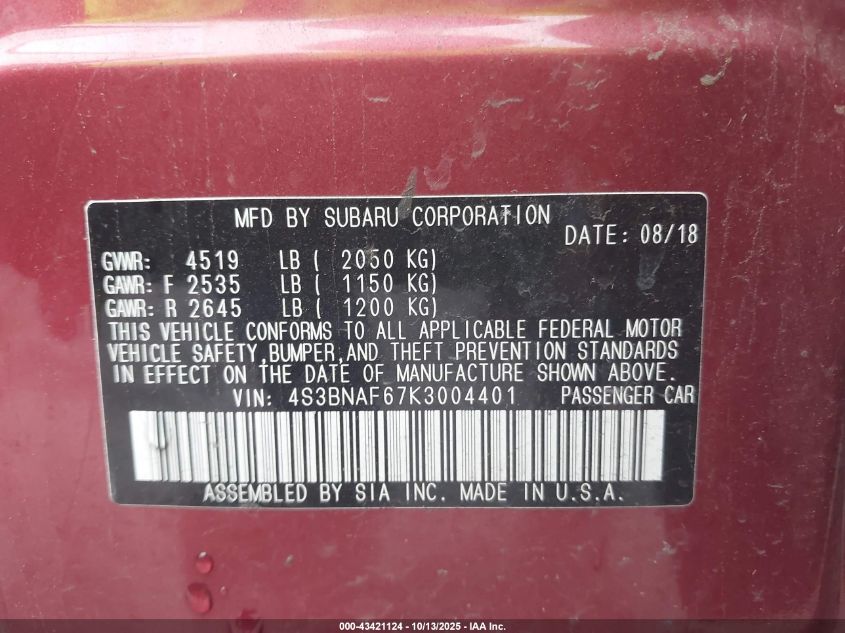 MFD BY SUBARU CORPORATION
DATE: 08/18
GVWR: 4519 LB ( 2050 KG)
GAWR: F 2535 LB ( 1150 KG)
GAWR: R 2645 LB ( 1200 KG)
THIS VEHICLE CONFORMS TO ALL APPLICABLE FEDERAL MOTOR
VEHICLE SAFETY,BUMPER,AND THEFT PREVENTION STANDARDS
IN EFFECT ON THE DATE OF MANUFACTURE SHOWN ABOVE.
VIN: 4S3BNAF67K3004401 PASSENGER CAR
ASSEMBLED BY SIA INC. MADE IN U.S.A.
000-43421124 - 10/13/2025 - IAA Inc.